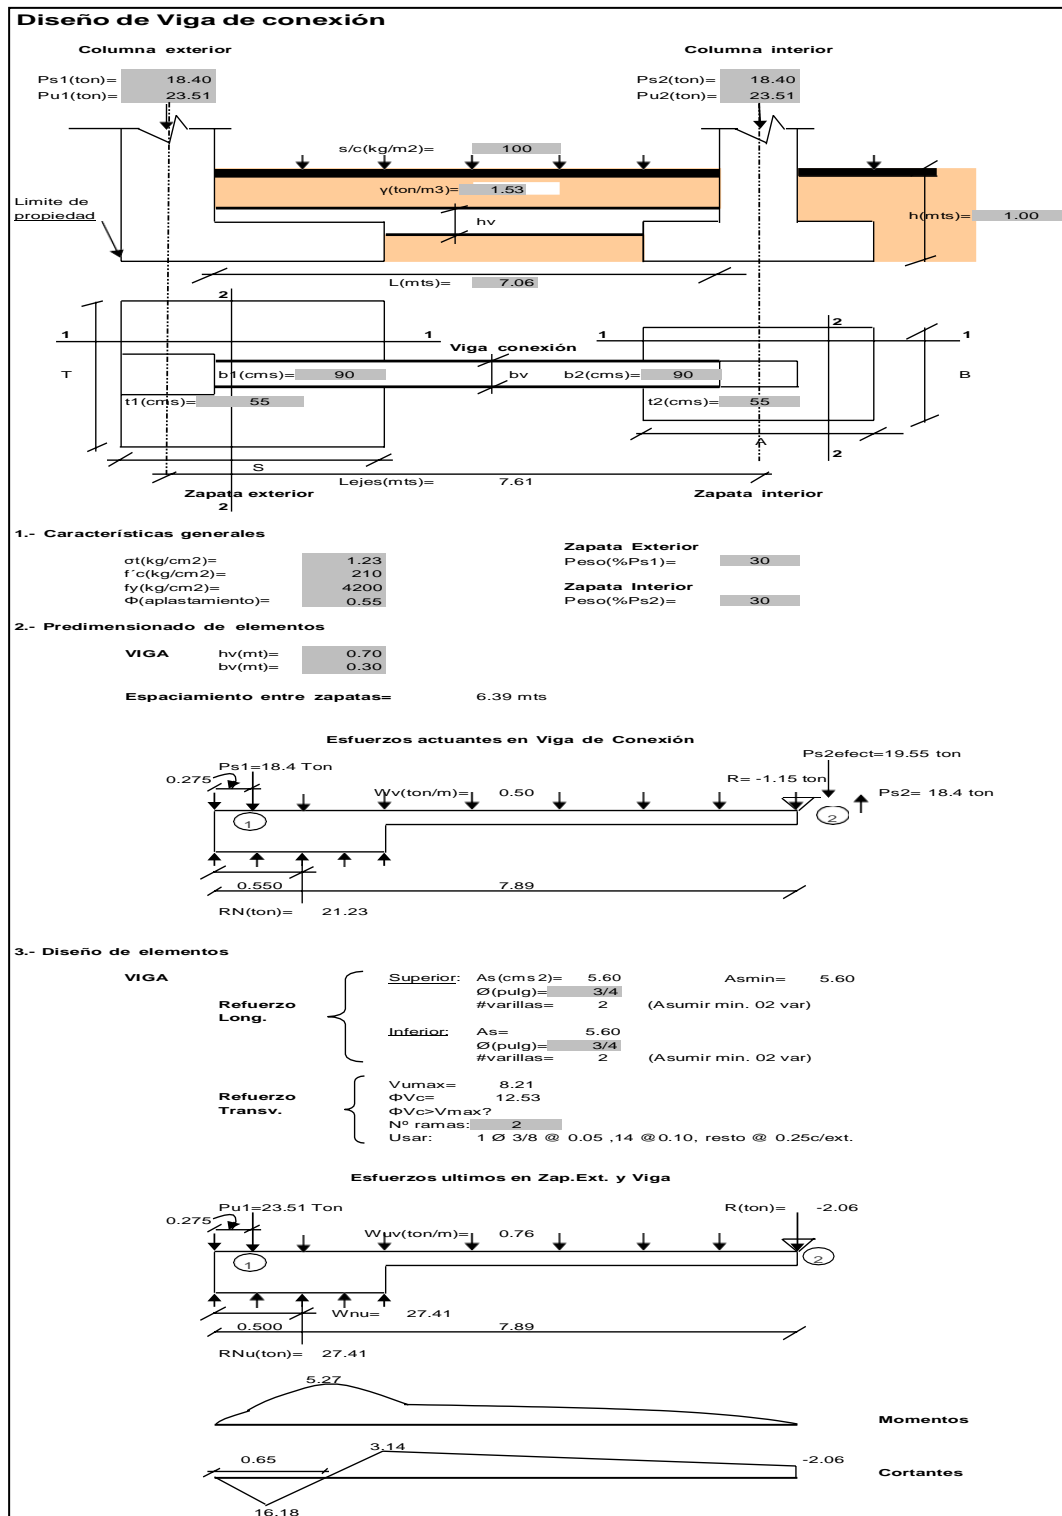 Diseño de Viga de conexión
Columna exterior Columna interior
Ps1(ton)= 18.40 Ps2(ton)= 18.40
Pu1(ton)= 23.51 Pu2(ton)= 23.51
s/c(kg/m2)= 100
γ(ton/m3)= 1.53
Limite de
propiedad
hv
h(mts)= 1.00
L(mts)= 7.06
2
2
1 1 1 1
Viga conexión
T b1(cms)= 90 bv b2(cms)= 90 B
t1(cms)= 55 t2(cms)= 55
A
S
2
Lejes(mts)= 7.61
Zapata exterior Zapata interior
2
1.- Características generales
Zapata Exterior
σt(kg/cm2)= 1.23 Peso(%Ps1)= 30
f´c(kg/cm2)= 210
fy(kg/cm2)= 4200 Zapata Interior
Φ(aplastamiento)= 0.55 Peso(%Ps2)= 30
2.- Predimensionado de elementos
VIGA hv(mt)= 0.70
bv(mt)= 0.30
Espaciamiento entre zapatas= 6.39 mts
Esfuerzos actuantes en Viga de Conexión
Ps2efect=19.55 ton
Ps1=18.4 Ton
0.275 R= -1.15 ton
Wv(ton/m)= 0.50 Ps2= 18.4 ton
1 2
0.550 7.89
RN(ton)= 21.23
3.- Diseño de elementos
VIGA Superior: As(cms2)= 5.60 Asmin= 5.60
Ø(pulg)= 3/4
Refuerzo #varillas= 2 (Asumir min. 02 var)
Long.
Inferior: As= 5.60
Ø(pulg)= 3/4
#varillas= 2 (Asumir min. 02 var)
Vumax= 8.21
Refuerzo ΦVc= 12.53
Transv. ΦVc>Vmax?
Nº ramas: 2
Usar: 1 Ø 3/8 @ 0.05 ,14 @0.10, resto @ 0.25c/ext.
Esfuerzos ultimos en Zap.Ext. y Viga
Pu1=23.51 Ton R(ton)= -2.06
0.275
Wuv(ton/m)= 0.76
1 2
Wnu= 27.41
0.500 7.89
RNu(ton)= 27.41
5.27
Momentos
3.14
0.65 -2.06
Cortantes
16.18